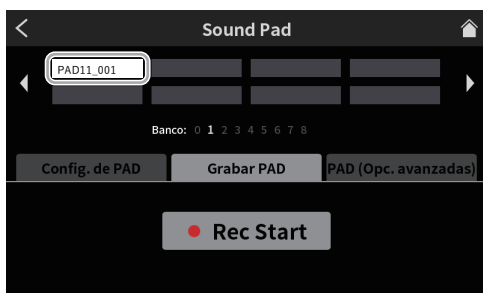 Sound Pad
PAD11_001
Banco: 0 1 2 3 4 5 6 7 8
Config. de PAD Grabar PAD PAD (Opc. avanzadas)
Rec Start